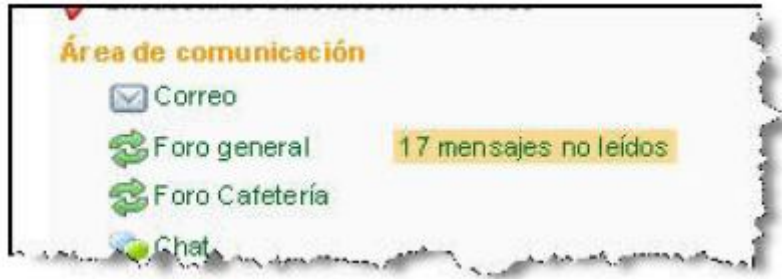 Área de comunicación
Correo
Foro general 17 mensajes no leídos
Foro Cafetería
Chat